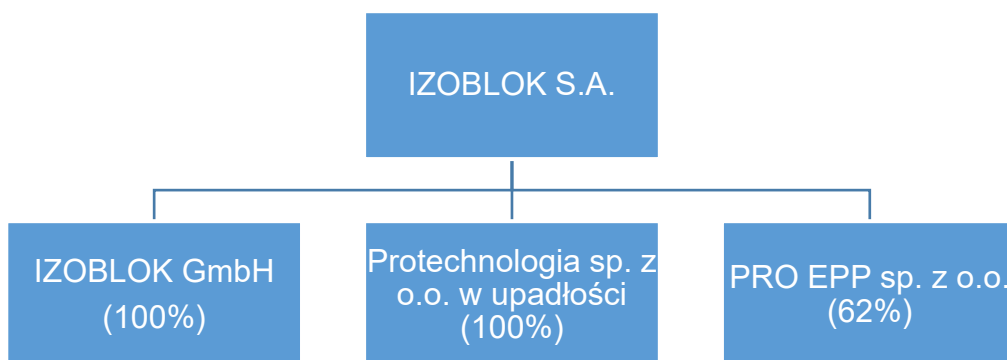 IZOBLOK S.A.
IZOBLOK GmbH
(100%)
Protechnologia sp. z
o.o. w upadłości
(100%)
PRO EPP sp. z o.o.
(62%)